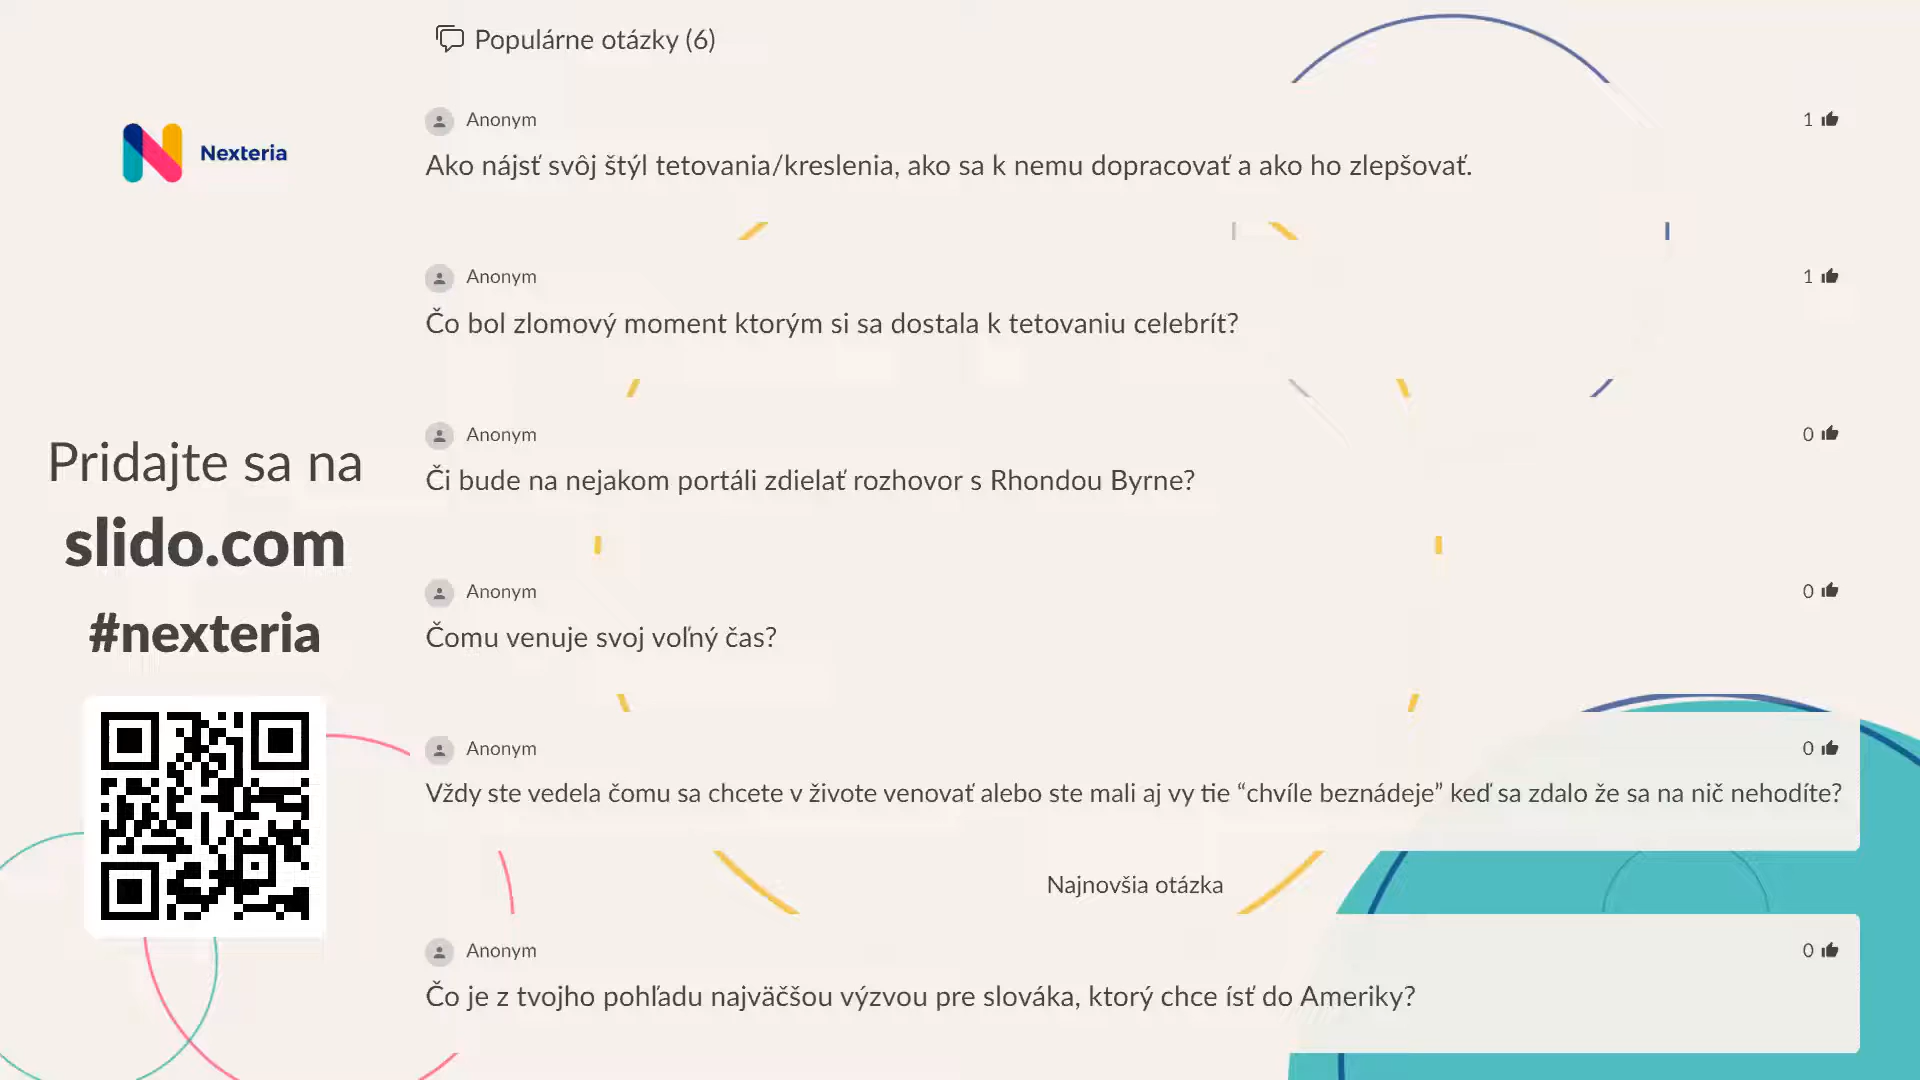 Nexteria
Pridajte sa na
slido.com
#nexteria
Populárne otázky (6)
Anonym
1
Ako nájsť svôj štýl tetovania/kreslenia, ako sa k nemu dopracovať a ako ho zlepšovať.
Anonym
1
Čo bol zlomový moment ktorým si sa dostala k tetovaniu celebrít?
Anonym
0
Či bude na nejakom portáli zdielať rozhovor s Rhondou Byrne?
Anonym
0
Čomu venuje svoj voľný čas?
Anonym
0
Vždy ste vedela čomu sa chcete v živote venovať alebo ste mali aj vy tie “chvíle beznádeje” keď sa zdalo že sa na nič nehodíte?
Najnovšia otázka
Anonym
0
Čo je z tvojho pohľadu najväčšou výzvou pre slováka, ktorý chce ísť do Ameriky?